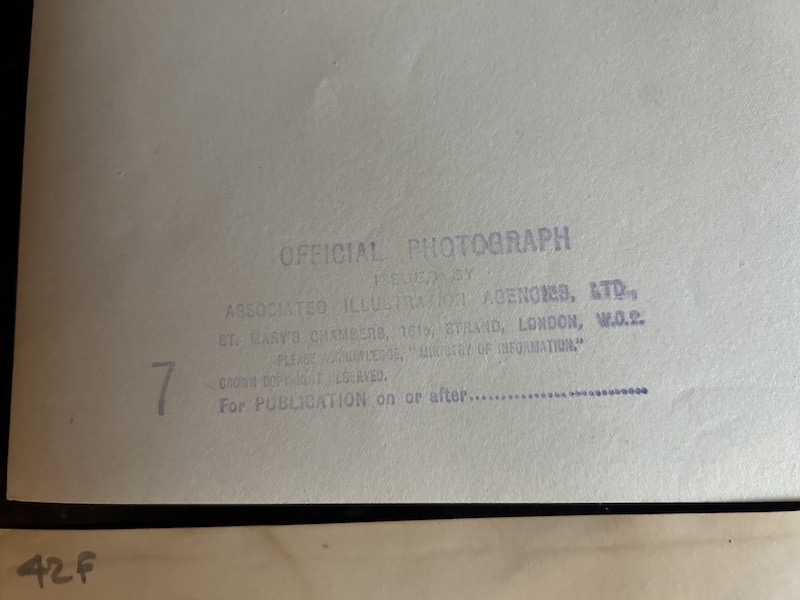 OFFICIAL PHOTOGRAPH
ISSUED BY
ASSOCIATED ILLUSTRATION AGENCIES, LTD.,
ST. MARY'S CHAMBERS, 161a, STRAND, LONDON, W.C.2.
PLEASE ACKNOWLEDGE, "MINISTRY OF INFORMATION."
CROWN COPYRIGHT RESERVED.
7
For PUBLICATION on or after..............................
42F